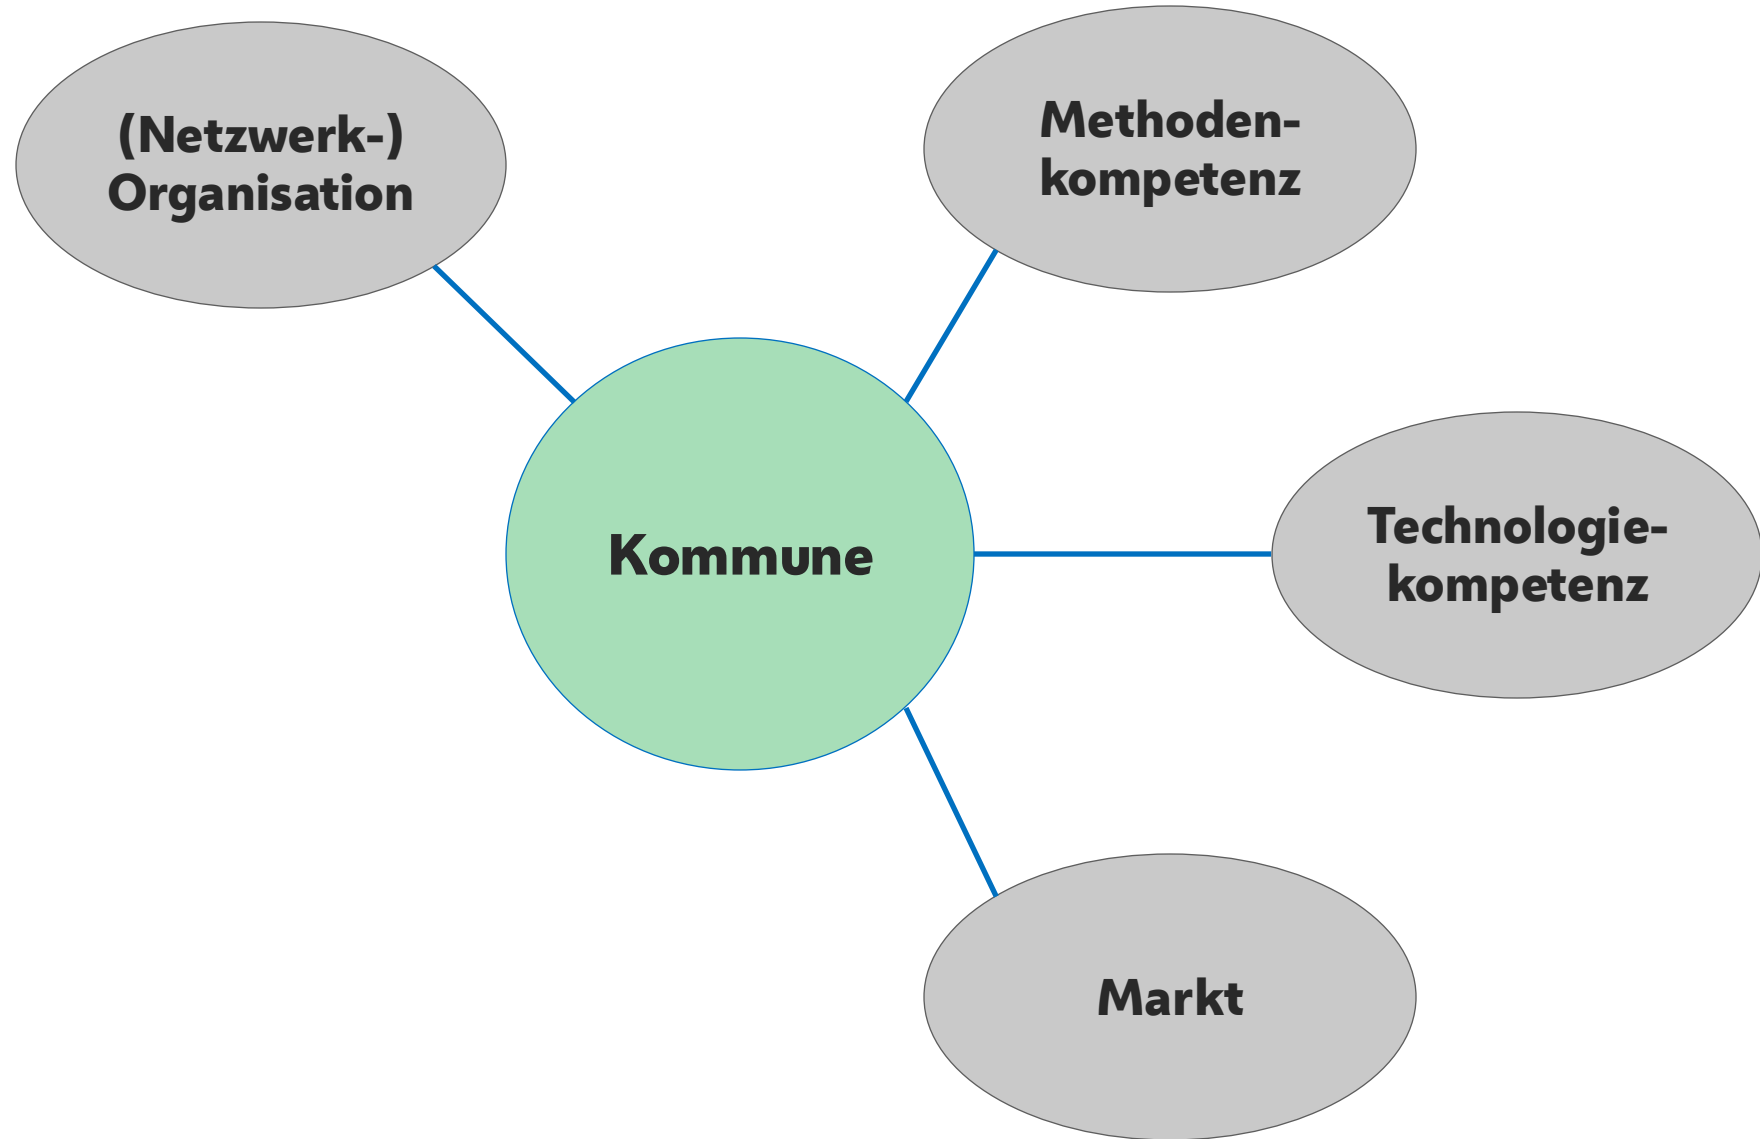 (Netzwerk-)
Organisation
Methoden-
kompetenz
Kommune
Technologie-
kompetenz
Markt